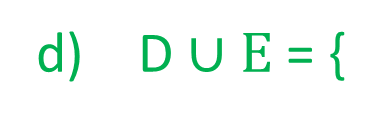 d) D ∪ E = {